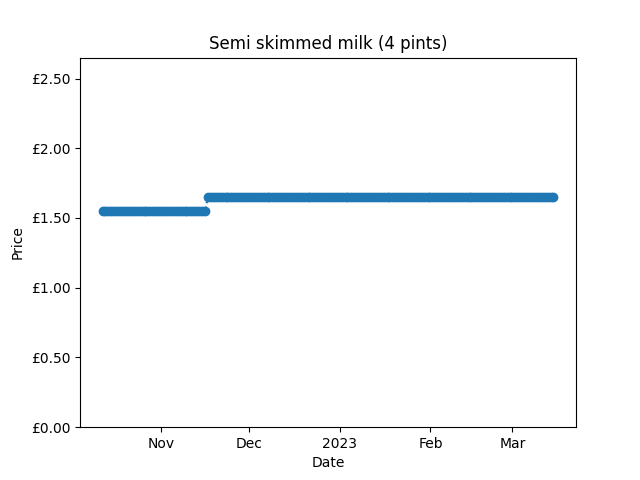 Semi skimmed milk (4 pints)
£2.50
£2.00
£1.50
£1.00
£0.50
£0.00
Price
Nov Dec 2023 Feb Mar
Date